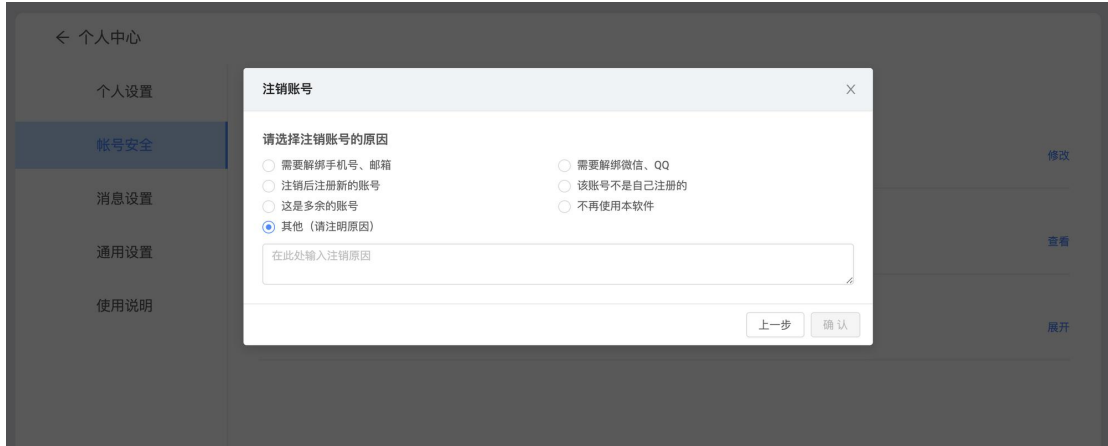 ← 个人中心
个人设置
帐号安全
消息设置
通用设置
使用说明
修改
查看
展开
注销账号
请选择注销账号的原因
需要解绑手机号、邮箱
需要解绑微信、QQ
注销后注册新的账号
该账号不是自己注册的
这是多余的账号
不再使用本软件
其他（请注明原因）
在此处输入注销原因
上一步
确认